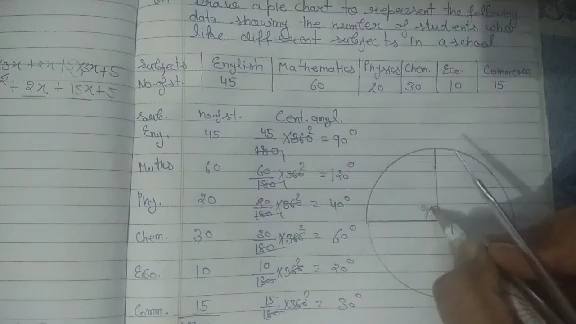 Draw a pie chart to represent the following
data showing the number of students who
like different subjects in a school
Subjects English Mathematics Physics Chem. Eco. Commerce
No. of st. 45 60 20 30 10 15
Sub. no. of st. Cent. angl.
Eng. 45 45/180 × 360° = 90°
Maths 60 60/180 × 360° = 120°
Phy. 20 20/180 × 360° = 40°
Chem. 30 30/180 × 360° = 60°
Eco 10 10/180 × 360° = 20°
Comm. 15 15/180 × 360° = 30°